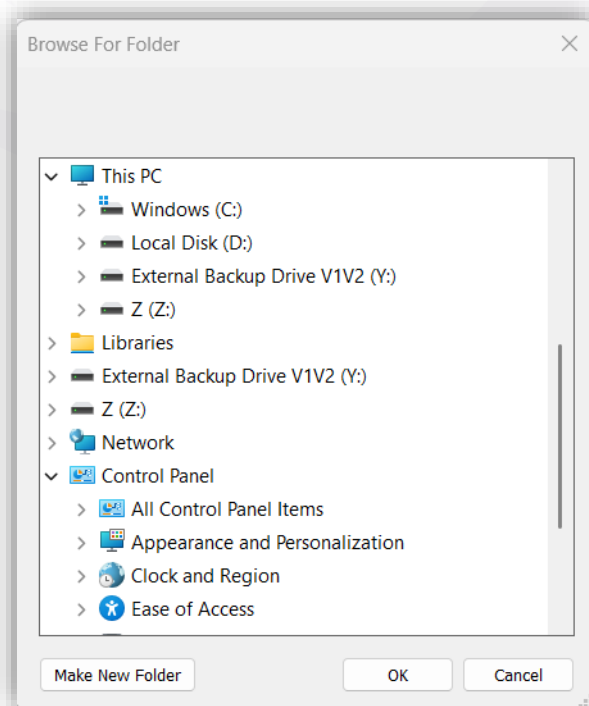 Browse For Folder
This PC
Windows (C:)
Local Disk (D:)
External Backup Drive V1V2 (Y:)
Z (Z:)
Libraries
External Backup Drive V1V2 (Y:)
Z (Z:)
Network
Control Panel
All Control Panel Items
Appearance and Personalization
Clock and Region
Ease of Access
Make New Folder OK Cancel